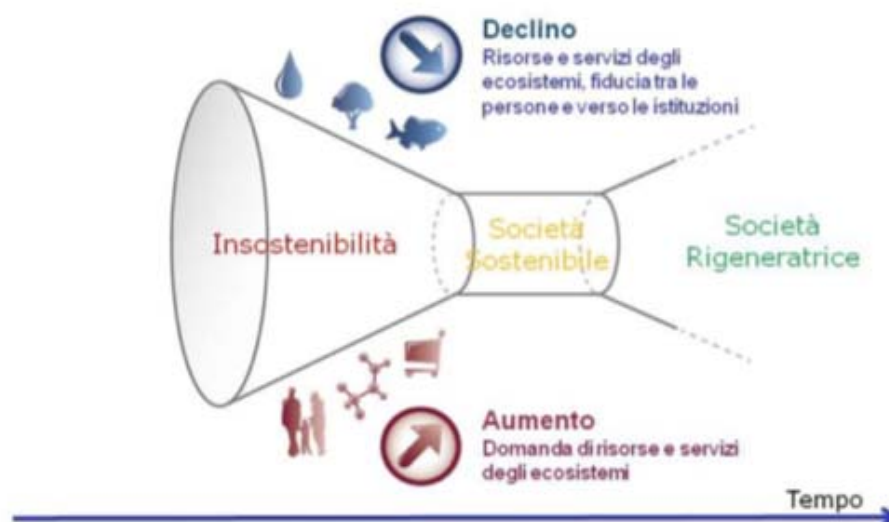 Declino
Risorse e servizi degli
ecosistemi, fiducia tra le
persone e verso le istituzioni
Insostenibilità
Società
Sostenibile
Società
Rigeneratrice
Aumento
Domanda di risorse e servizi
degli ecosistemi
Tempo